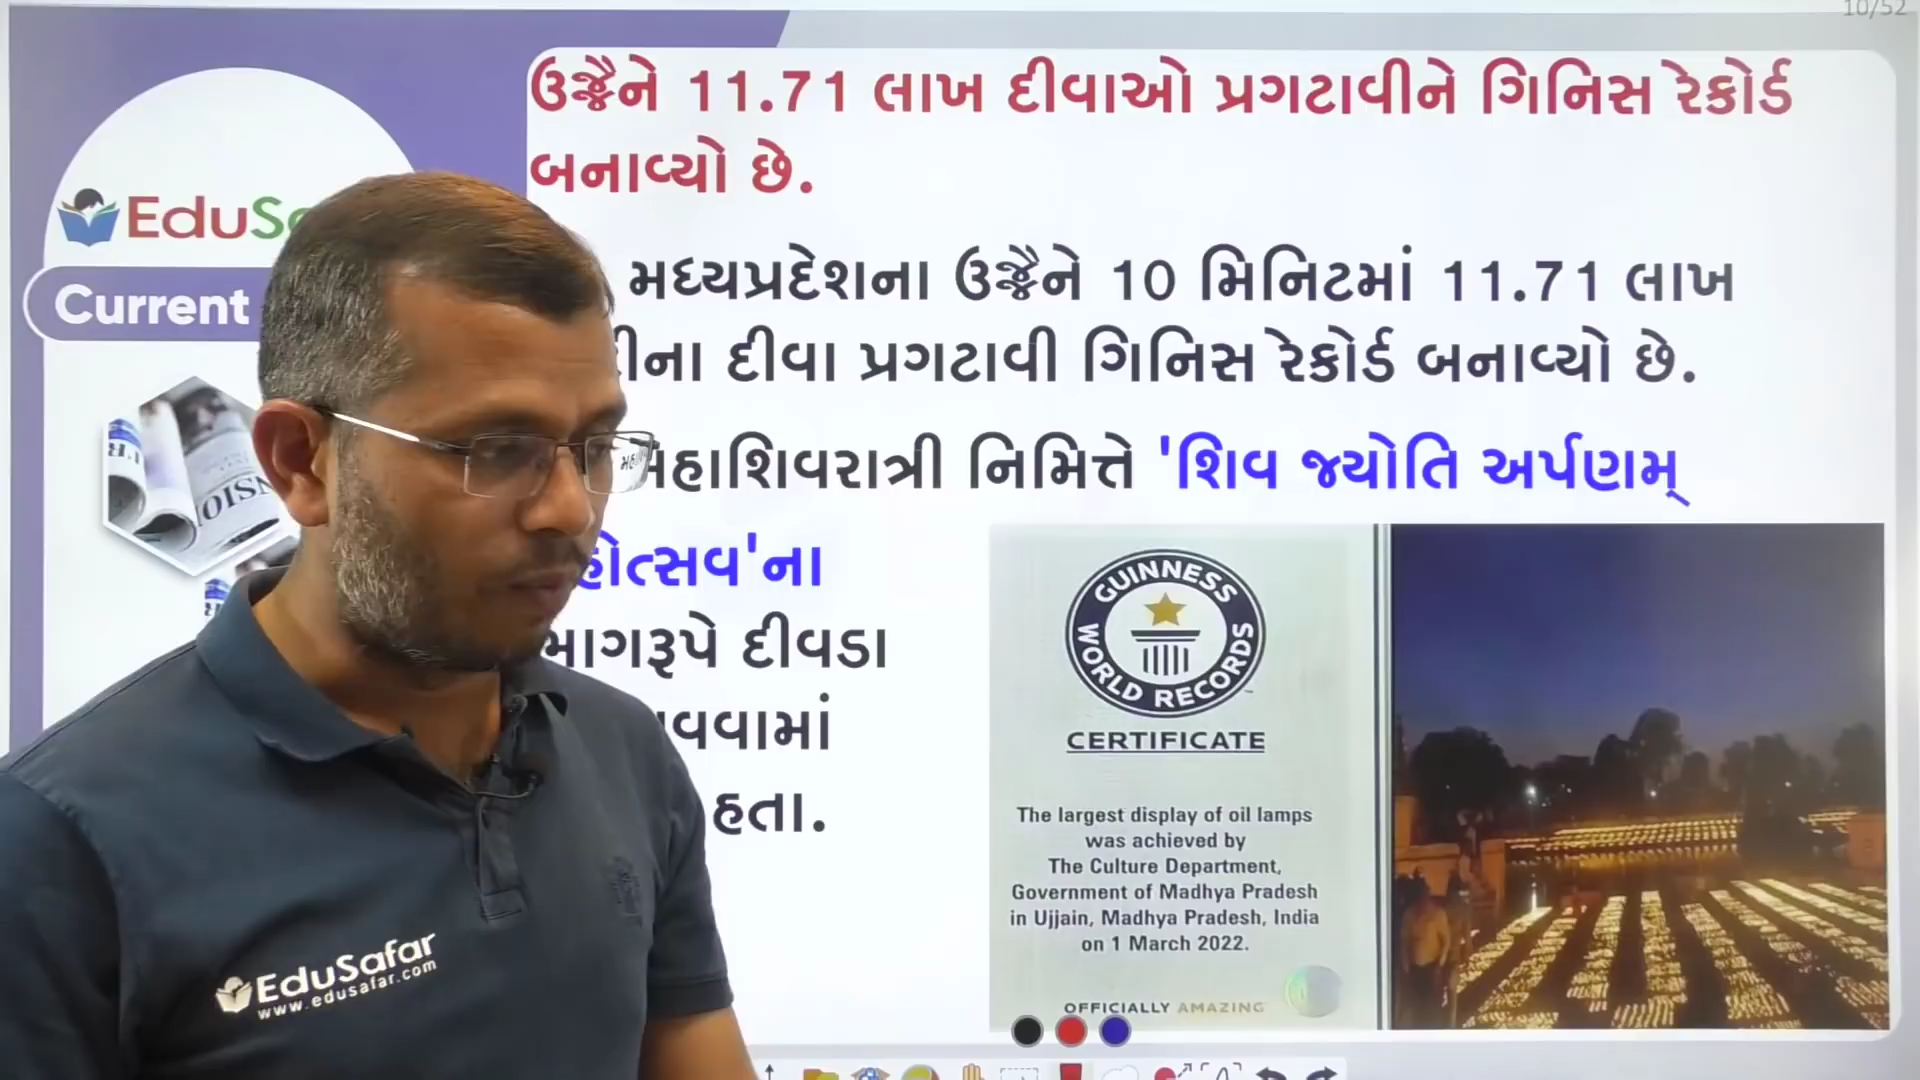 10/52
ઉજ્જૈને 11.71 લાખ દીવાઓ પ્રગટાવીને ગિનિસ રેકોર્ડ
બનાવ્યો છે.
મધ્યપ્રદેશના ઉજ્જૈને 10 મિનિટમાં 11.71 લાખ
દીવા પ્રગટાવી ગિનિસ રેકોર્ડ બનાવ્યો છે.
મહાશિવરાત્રી નિમિત્તે 'શિવ જ્યોતિ અર્પણમ્
હોત્સવ'ના
ભાગરૂપે દીવડા
હતા.
Current
GUINNESS
WORLD RECORDS
CERTIFICATE
The largest display of oil lamps
was achieved by
The Culture Department,
Government of Madhya Pradesh
in Ujjain, Madhya Pradesh, India
on 1 March 2022.
OFFICIALLY AMAZING
EduSafar
www.edusafar.com